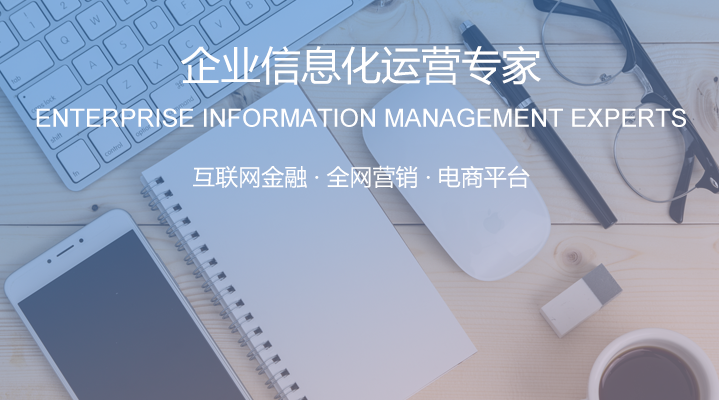 企业信息化运营专家
ENTERPRISE INFORMATION MANAGEMENT EXPERTS
互联网金融 · 全网营销 · 电商平台